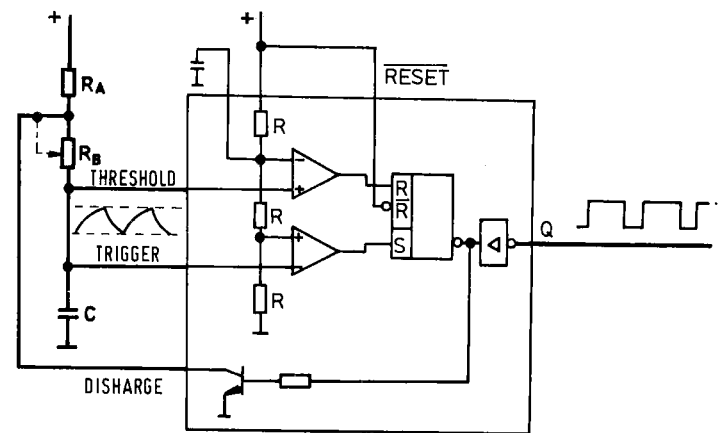 +
+
RESET
RA
R
RB
THRESHOLD
−
+
R
R
R
+
−
S
TRIGGER
Q
R
C
DISHARGE